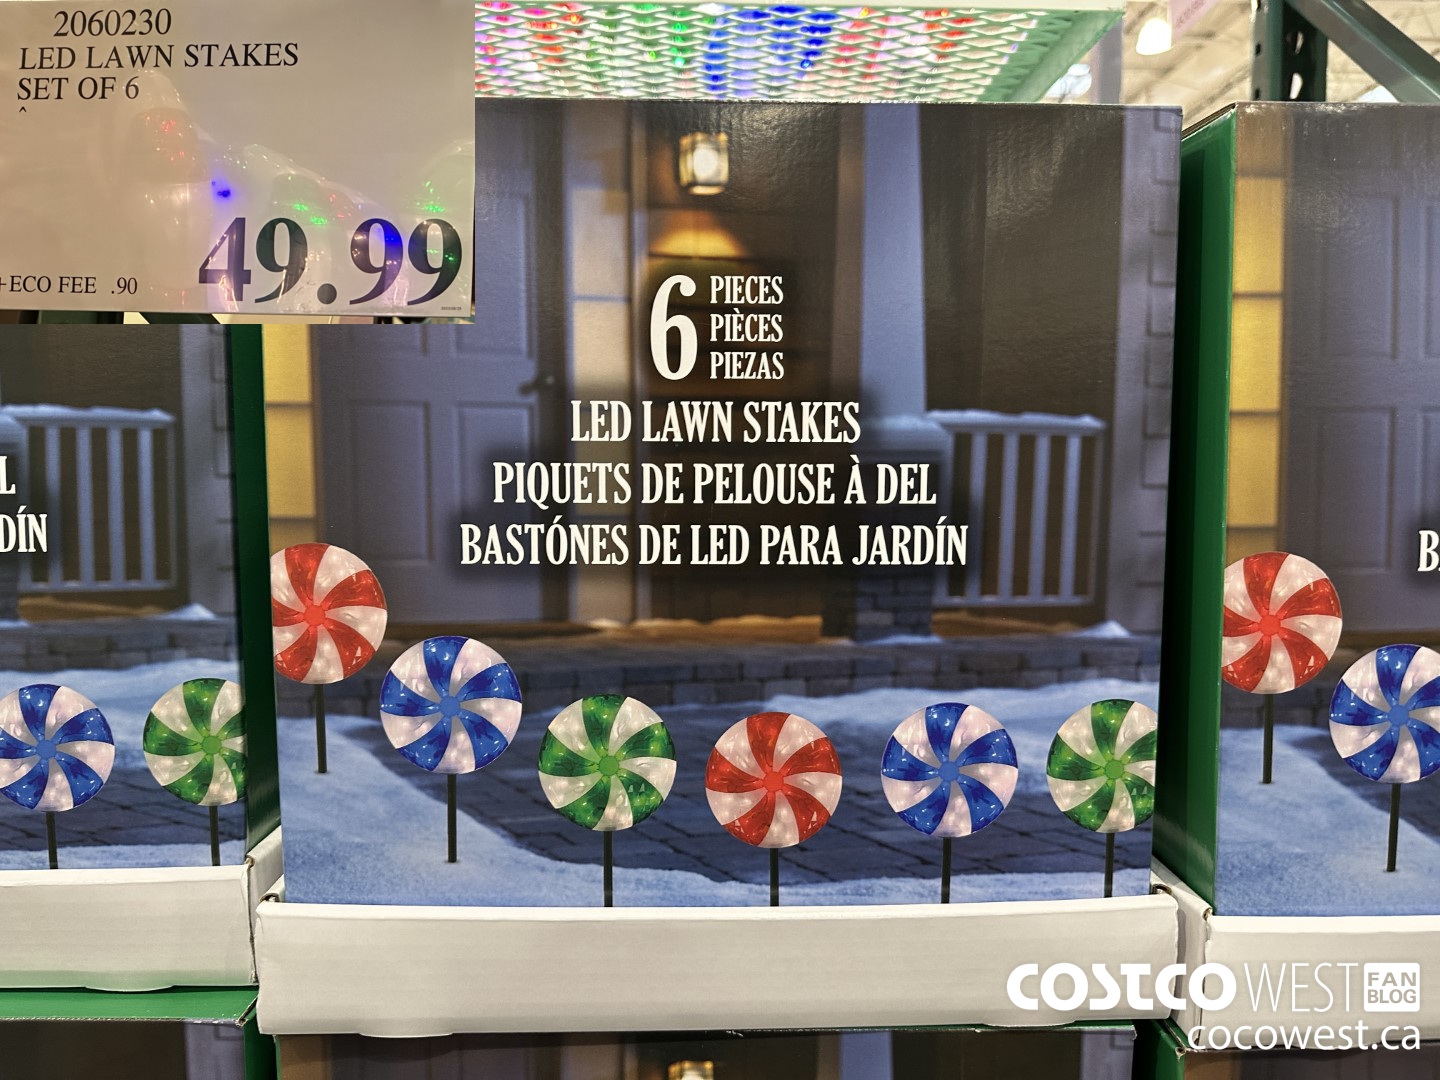 2060230
LED LAWN STAKES
SET OF 6
^
49.99
+ECO FEE .90
6 PIECES
PIÈCES
PIEZAS
LED LAWN STAKES
PIQUETS DE PELOUSE À DEL
BASTÓNES DE LED PARA JARDÍN
L
DÍN
B
COSTCO WEST FAN BLOG
cocowest.ca